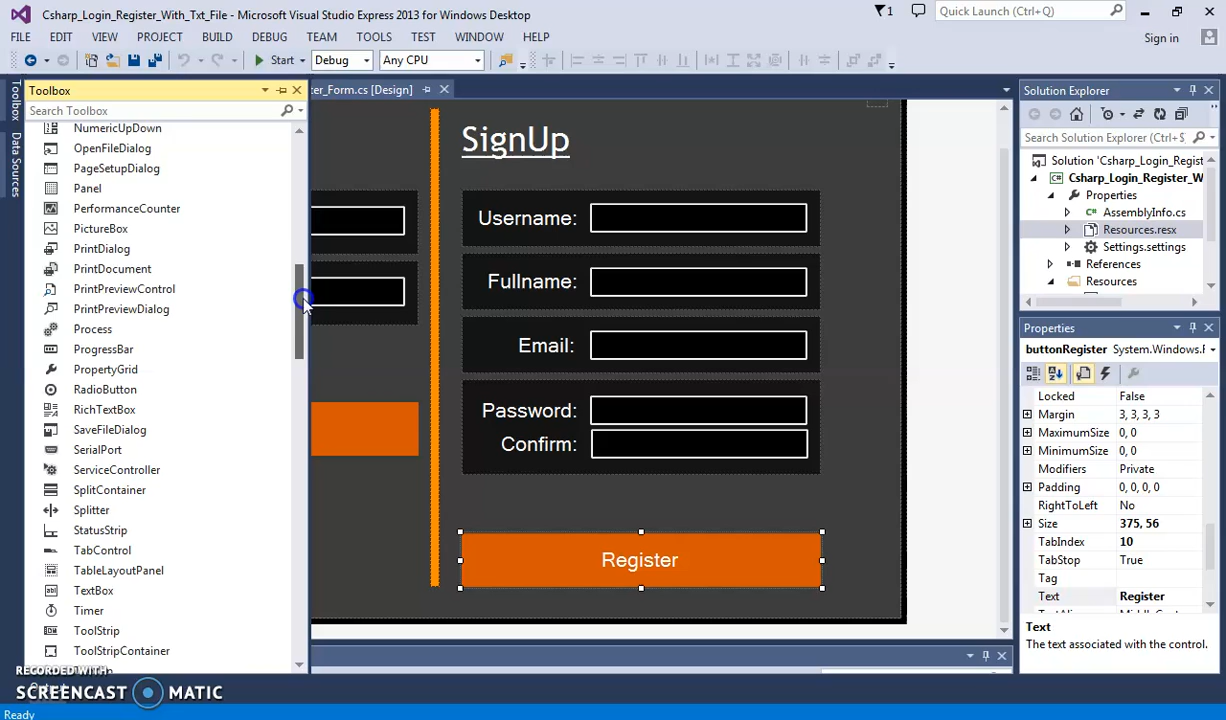 Csharp_Login_Register_With_Txt_File - Microsoft Visual Studio Express 2013 for Windows Desktop
1
Quick Launch (Ctrl+Q)
FILE EDIT VIEW PROJECT BUILD DEBUG TEAM TOOLS TEST WINDOW HELP
Sign in
Start Debug Any CPU
Toolbox
ter_Form.cs [Design]
Solution Explorer
Search Toolbox
Toolbox
Data Sources
NumericUpDown
OpenFileDialog
PageSetupDialog
Panel
PerformanceCounter
PictureBox
PrintDialog
PrintDocument
PrintPreviewControl
PrintPreviewDialog
Process
ProgressBar
PropertyGrid
RadioButton
RichTextBox
SaveFileDialog
SerialPort
ServiceController
SplitContainer
Splitter
StatusStrip
TabControl
TableLayoutPanel
TextBox
Timer
ToolStrip
ToolStripContainer
SignUp
Username:
Fullname:
Email:
Password:
Confirm:
Register
Search Solution Explorer (Ctrl+$)
Solution 'Csharp_Login_Regist
Csharp_Login_Register_W
Properties
AssemblyInfo.cs
Resources.resx
Settings.settings
References
Resources
Properties
buttonRegister System.Windows.F
Locked False
Margin 3, 3, 3, 3
MaximumSize 0, 0
MinimumSize 0, 0
Modifiers Private
Padding 0, 0, 0, 0
RightToLeft No
Size 375, 56
TabIndex 10
TabStop True
Tag
Text Register
Text
The text associated with the control.
RECORDED WITH
SCREENCAST MATIC
Ready